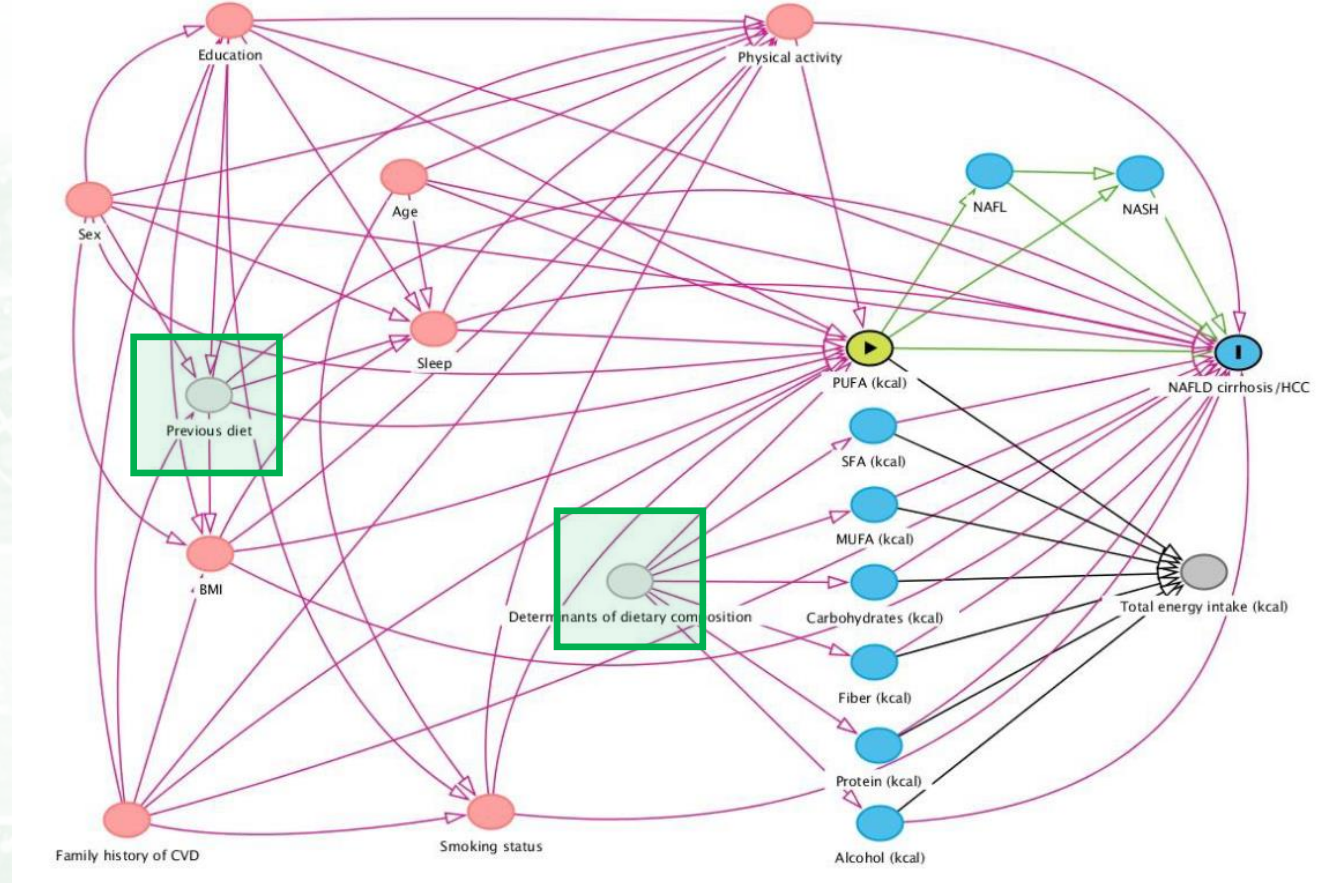 Education
Physical activity
Age
NAFL
NASH
Sex
Sleep
PUFA (kcal)
NAFLD cirrhosis/HCC
Previous diet
SFA (kcal)
MUFA (kcal)
BMI
Determinants of dietary composition
Carbohydrates (kcal)
Total energy intake (kcal)
Fiber (kcal)
Protein (kcal)
Family history of CVD
Smoking status
Alcohol (kcal)